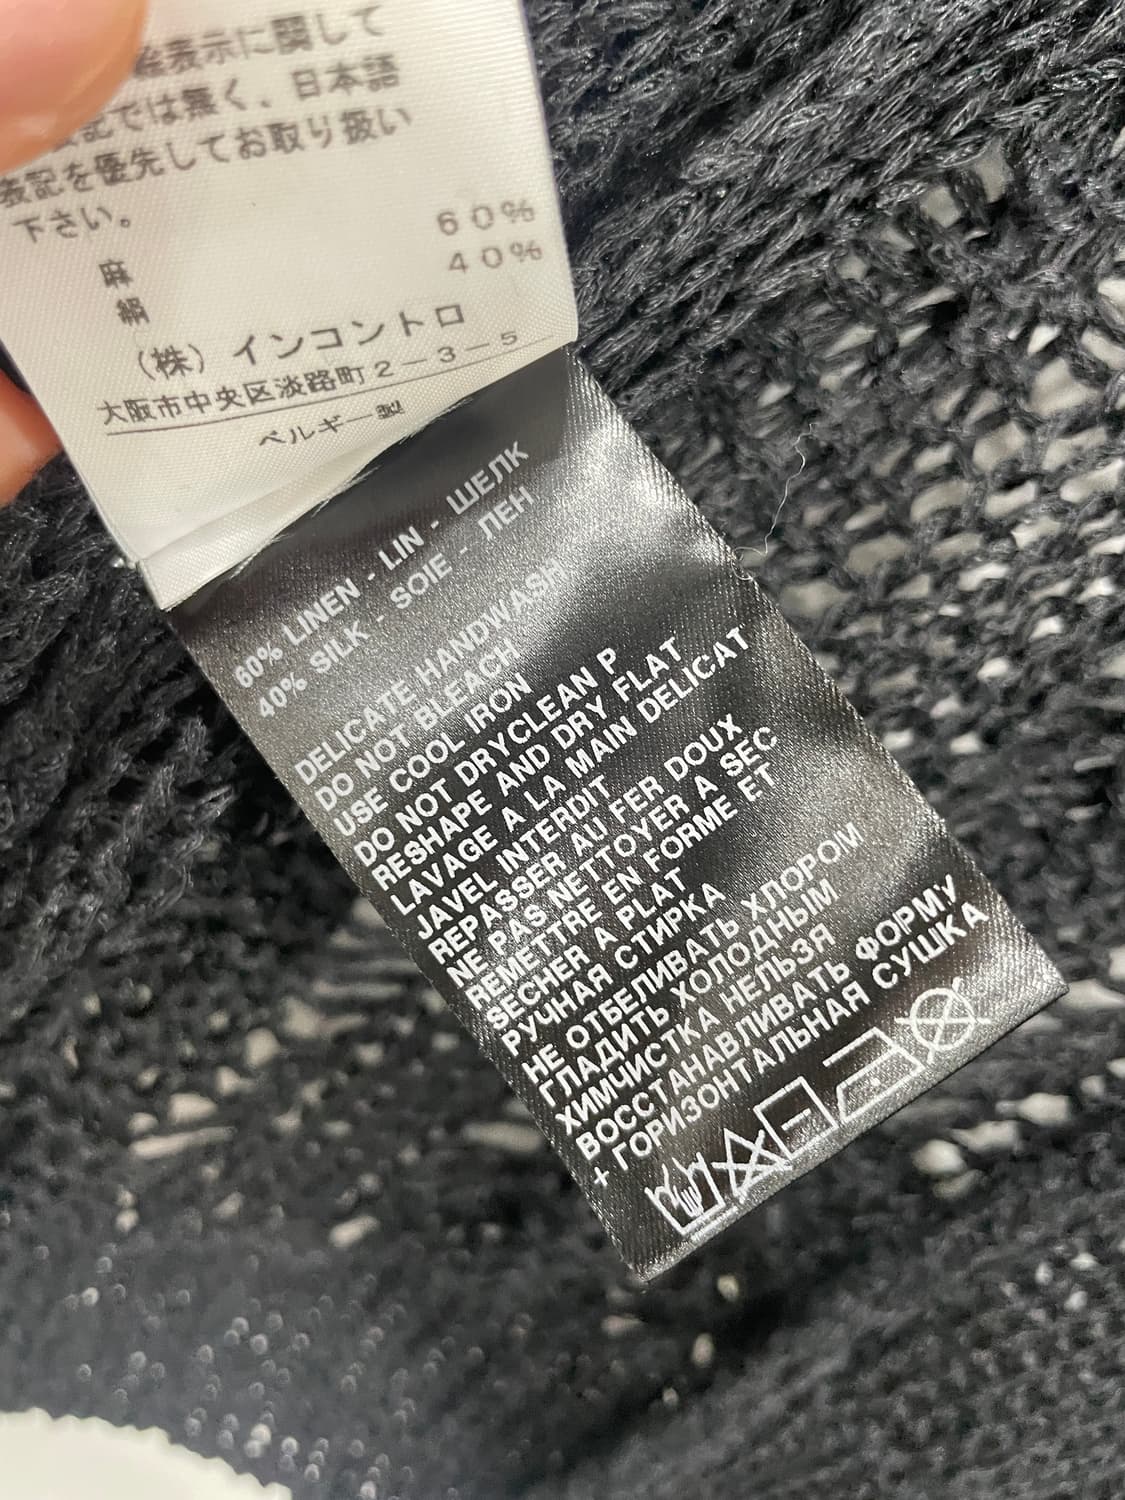 絵表示に関して
表記では無く、日本語
表記を優先してお取り扱い
下さい。
麻 60%
絹 40%
(株)インコントロ
大阪市中央区淡路町2-3-5
ベルギー製
60% LINEN - LIN - ШЕЛК
40% SILK - SOIE - ЛЕН
DELICATE HANDWASH
DO NOT BLEACH
USE COOL IRON
DO NOT DRYCLEAN P
RESHAPE AND DRY FLAT
LAVAGE A LA MAIN DELICAT
JAVEL INTERDIT
REPASSER AU FER DOUX
NE PAS NETTOYER A SEC
REMETTRE EN FORME ET
SECHER A PLAT
РУЧНАЯ СТИРКА
НЕ ОТБЕЛИВАТЬ ХЛОРОМ
ГЛАДИТЬ ХОЛОДНЫМ
ХИМЧИСТКА НЕЛЬЗЯ
ВОССТАНАВЛИВАТЬ ФОРМУ
+ ГОРИЗОНТАЛЬНАЯ СУШКА